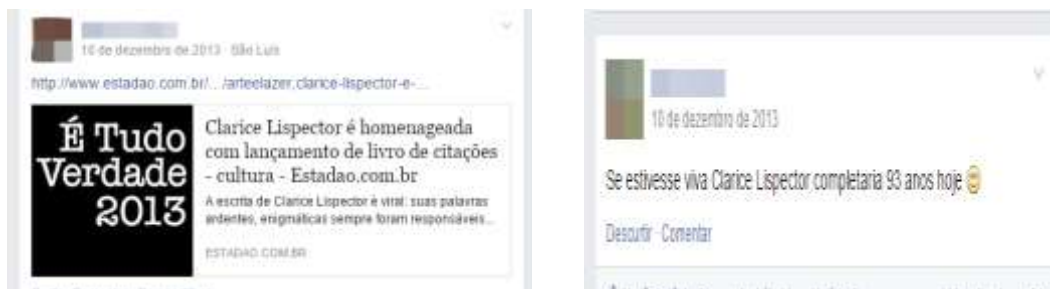 10 de dezembro de 2013 · São Luís
http://www.estadao.com.br/.../arteelazer,clarice-lispector-e-...
É Tudo
Verdade
2013
Clarice Lispector é homenageada
com lançamento de livro de citações
- cultura - Estadao.com.br
A escrita de Clarice Lispector é viral: suas palavras
ardentes, enigmáticas sempre foram responsáveis...
ESTADAO.COM.BR
10 de dezembro de 2013
Se estivesse viva Clarice Lispector completaria 93 anos hoje
Descurtir · Comentar